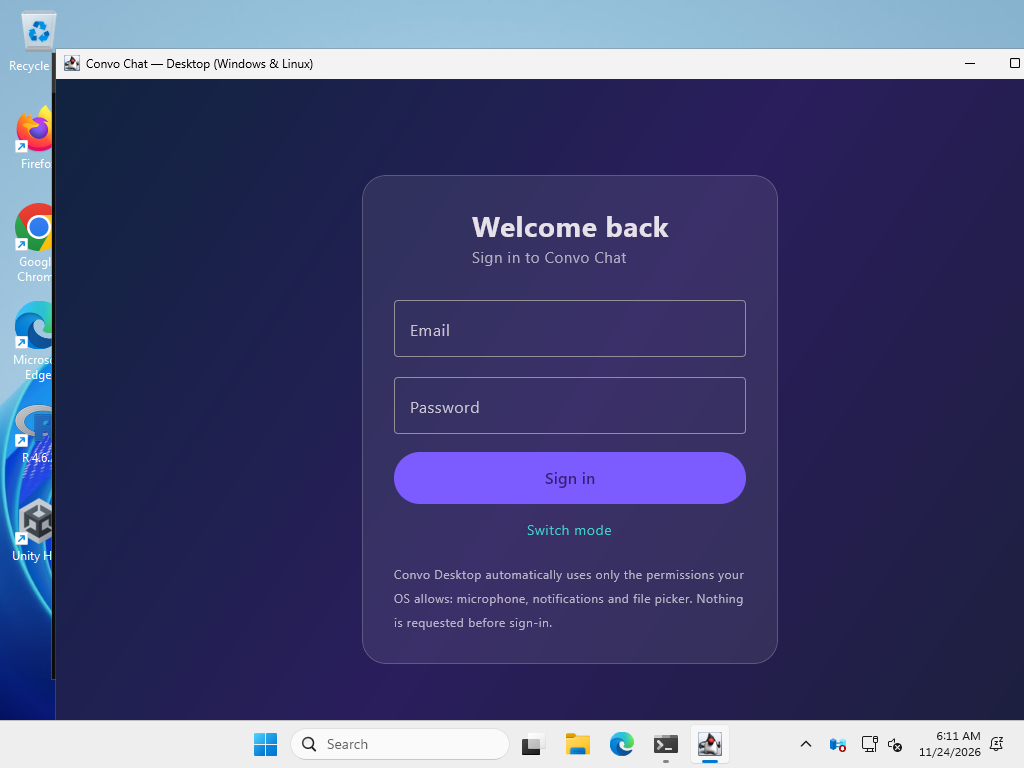 Recycle
Convo Chat — Desktop (Windows & Linux)
Firefo
Googl
Chrom
Micros
Edge
R 4.6.
Unity H
Welcome back
Sign in to Convo Chat
Email
Password
Sign in
Switch mode
Convo Desktop automatically uses only the permissions your
OS allows: microphone, notifications and file picker. Nothing
is requested before sign-in.
Search
6:11 AM
11/24/2026